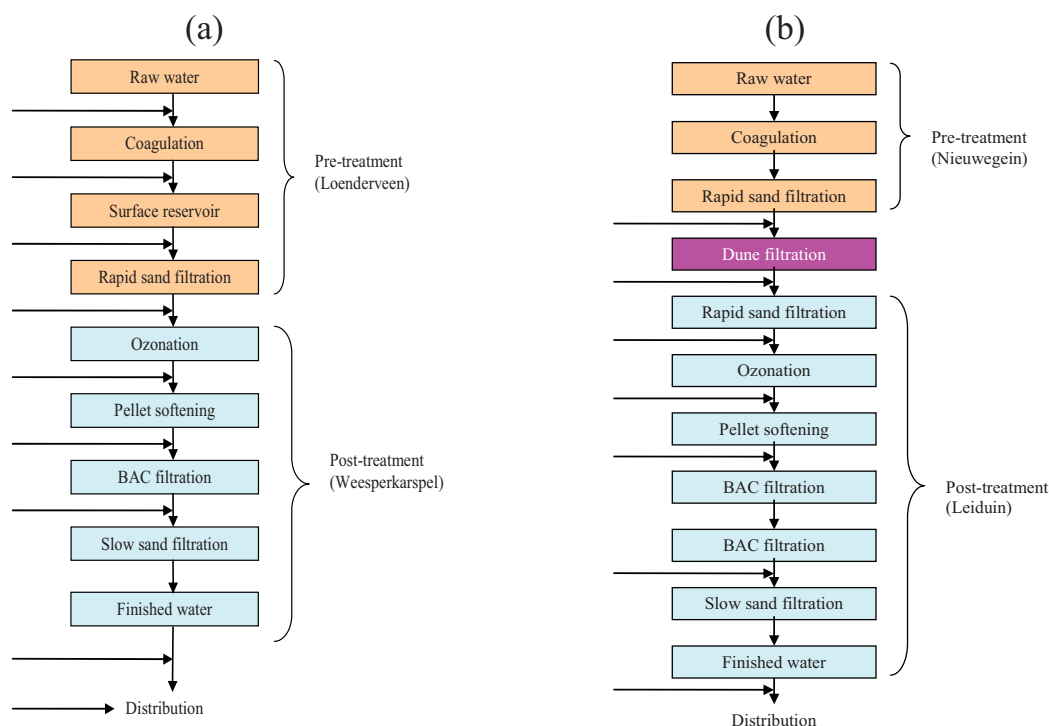 (a)
Raw water
Coagulation
Surface reservoir
Rapid sand filtration
Pre-treatment
(Loenderveen)
Ozonation
Pellet softening
BAC filtration
Slow sand filtration
Finished water
Post-treatment
(Weesperkarspel)
Distribution
(b)
Raw water
Coagulation
Rapid sand filtration
Pre-treatment
(Nieuwegein)
Dune filtration
Rapid sand filtration
Ozonation
Pellet softening
BAC filtration
BAC filtration
Slow sand filtration
Finished water
Post-treatment
(Leiduin)
Distribution